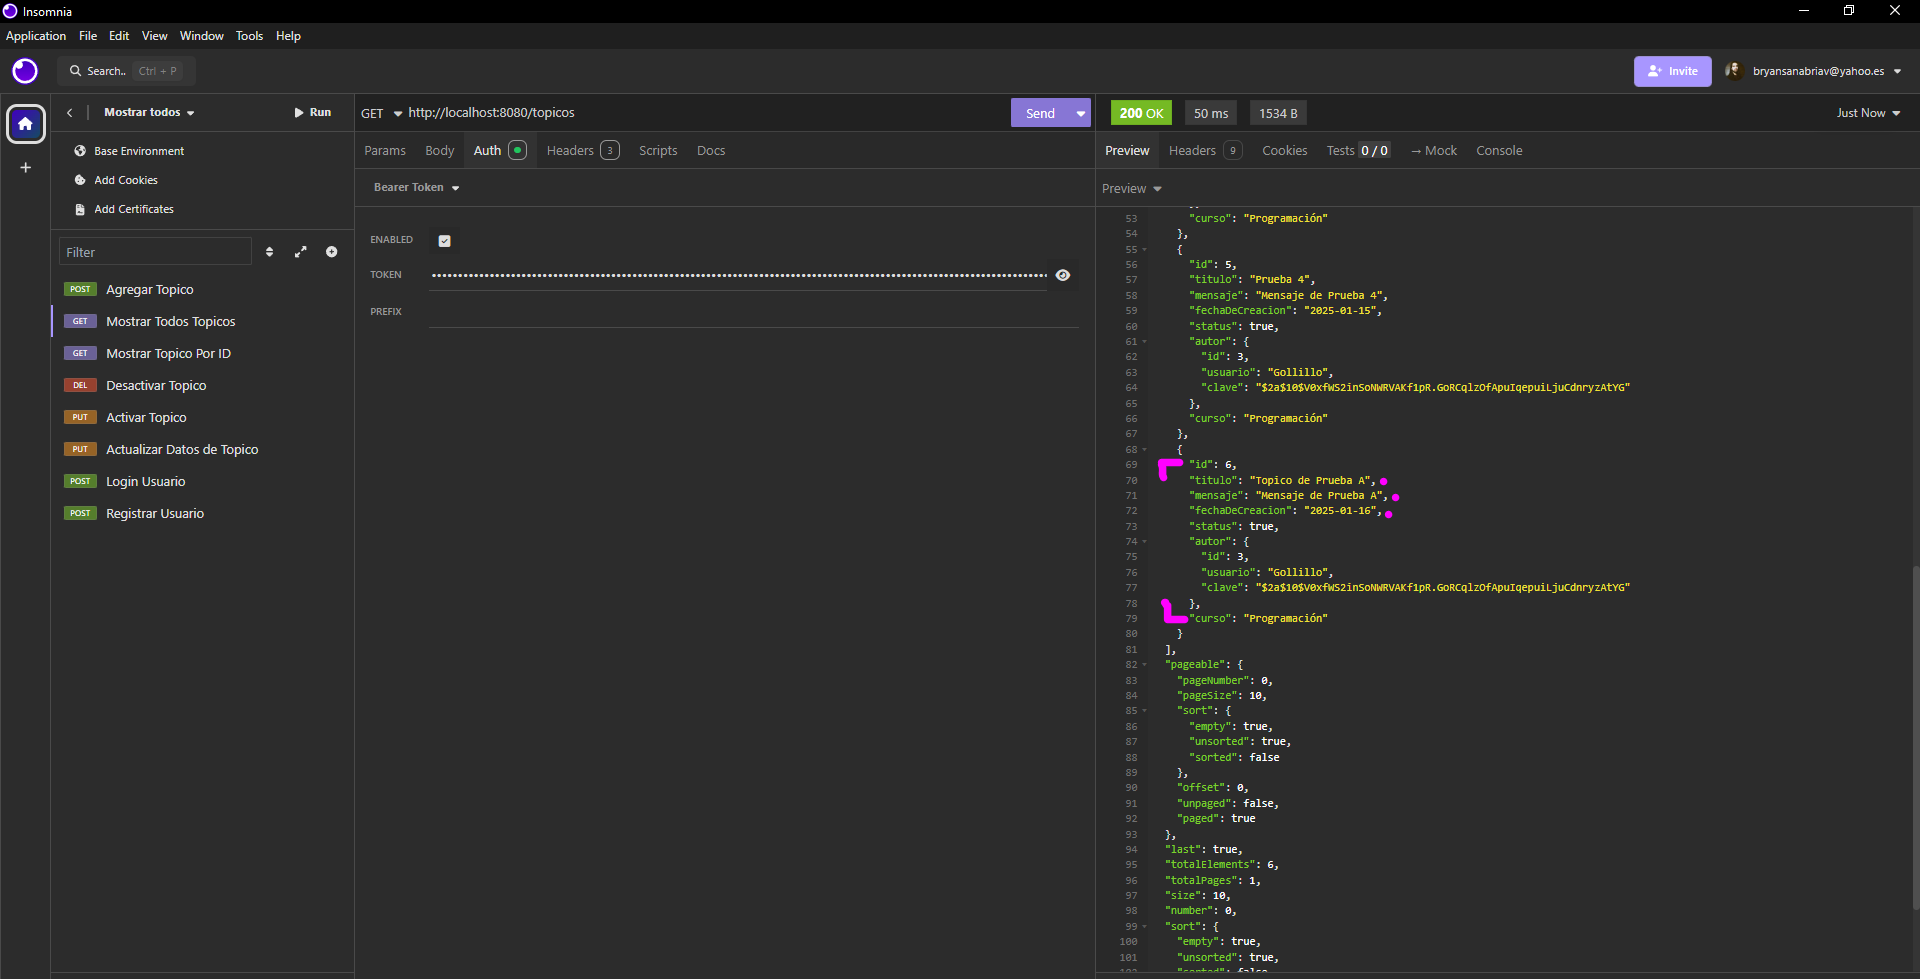 Insomnia
Application File Edit View Window Tools Help
Search.. Ctrl + P
Invite
bryansanabriav@yahoo.es
Mostrar todos
Run
GET http://localhost:8080/topicos
Send
200 OK 50 ms 1534 B
Just Now
Base Environment
Add Cookies
Add Certificates
Filter
POST Agregar Topico
GET Mostrar Todos Topicos
GET Mostrar Topico Por ID
DEL Desactivar Topico
PUT Activar Topico
PUT Actualizar Datos de Topico
POST Login Usuario
POST Registrar Usuario
Params Body Auth Headers 3 Scripts Docs
Bearer Token
ENABLED
TOKEN
PREFIX
Preview Headers 9 Cookies Tests 0 / 0 → Mock Console
Preview
53 "curso": "Programación"
54 },
55 {
56 "id": 5,
57 "titulo": "Prueba 4",
58 "mensaje": "Mensaje de Prueba 4",
59 "fechaDeCreacion": "2025-01-15",
60 "status": true,
61 "autor": {
62 "id": 3,
63 "usuario": "Gollillo",
64 "clave": "$2a$10$V0xfWS2inSoNWRVAKf1pR.GoRCqlzOfApuIqepuiLjuCdnryzAtYG"
65 },
66 "curso": "Programación"
67 },
68 {
69 "id": 6,
70 "titulo": "Topico de Prueba A",
71 "mensaje": "Mensaje de Prueba A",
72 "fechaDeCreacion": "2025-01-16",
73 "status": true,
74 "autor": {
75 "id": 3,
76 "usuario": "Gollillo",
77 "clave": "$2a$10$V0xfWS2inSoNWRVAKf1pR.GoRCqlzOfApuIqepuiLjuCdnryzAtYG"
78 },
79 "curso": "Programación"
80 }
81 ],
82 "pageable": {
83 "pageNumber": 0,
84 "pageSize": 10,
85 "sort": {
86 "empty": true,
87 "unsorted": true,
88 "sorted": false
89 },
90 "offset": 0,
91 "unpaged": false,
92 "paged": true
93 },
94 "last": true,
95 "totalElements": 6,
96 "totalPages": 1,
97 "size": 10,
98 "number": 0,
99 "sort": {
100 "empty": true,
101 "unsorted": true,